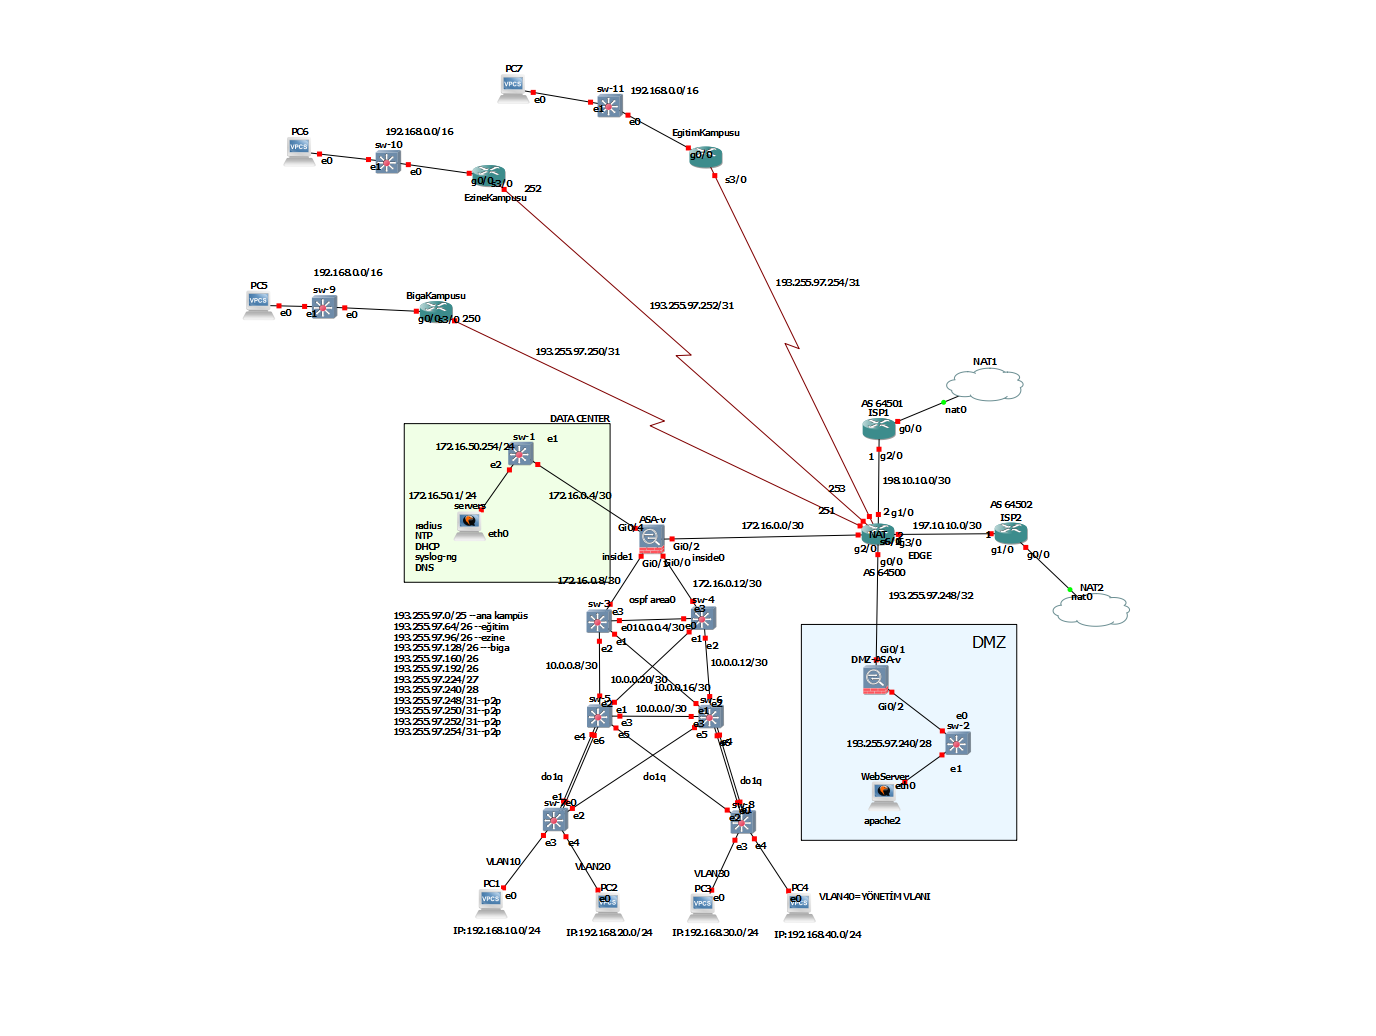 PC7
VPCS
e0
sw-11
192.168.0.0/16
e1
e0
EgitimKampusu
g0/0
s3/0
PC6
VPCS
e0
192.168.0.0/16
sw-10
e1
e0
g0/0
s3/0
252
EzineKampusu
193.255.97.254/31
192.168.0.0/16
PC5
VPCS
e0
sw-9
e1
e0
BigaKampusu
g0/0
s3/0
250
193.255.97.252/31
193.255.97.250/31
NAT1
nat0
AS 64501
ISP1
g0/0
1
g2/0
198.10.10.0/30
253
251
2
g1/0
AS 64502
ISP2
197.10.10.0/30
1
g1/0
g0/0
NAT2
nat0
DATA CENTER
sw-1
e1
172.16.50.254/24
e2
172.16.50.1/24
servers
eth0
172.16.0.4/30
radius
NTP
DHCP
syslog-ng
DNS
ASA-v
Gi0/4
Gi0/2
inside1
Gi0/1
Gi0/0
inside0
172.16.0.0/30
NAT
g2/0
g3/0
g0/0
EDGE
AS 64500
193.255.97.248/32
172.16.0.8/30
172.16.0.12/30
ospf area0
sw-3
e3
e0
10.0.0.4/30
e0
sw-4
e3
e1
e2
e1
e2
193.255.97.0/25 --ana kampüs
193.255.97.64/26 --eğitim
193.255.97.96/26 --ezine
193.255.97.128/26 ---biga
193.255.97.160/26
193.255.97.192/26
193.255.97.224/27
193.255.97.240/28
193.255.97.248/31--p2p
193.255.97.250/31--p2p
193.255.97.252/31--p2p
193.255.97.254/31--p2p
10.0.0.8/30
10.0.0.20/30
10.0.0.16/30
10.0.0.12/30
sw-5
e2
e1
e3
10.0.0.0/30
sw-6
e2
e1
e3
e4
e6
e5
e5
e4
do1q
do1q
do1q
e1
e0
e2
e3
e4
sw-8
e2
e3
e4
DMZ
Gi0/1
DMZ-ASA-v
Gi0/2
e0
sw-2
193.255.97.240/28
e1
WebServer
eth0
apache2
VLAN10
VLAN20
VLAN30
VLAN40=YÖNETİM VLANI
PC1
VPCS
e0
PC2
VPCS
e0
PC3
VPCS
e0
PC4
VPCS
e0
IP:192.168.10.0/24
IP:192.168.20.0/24
IP:192.168.30.0/24
IP:192.168.40.0/24